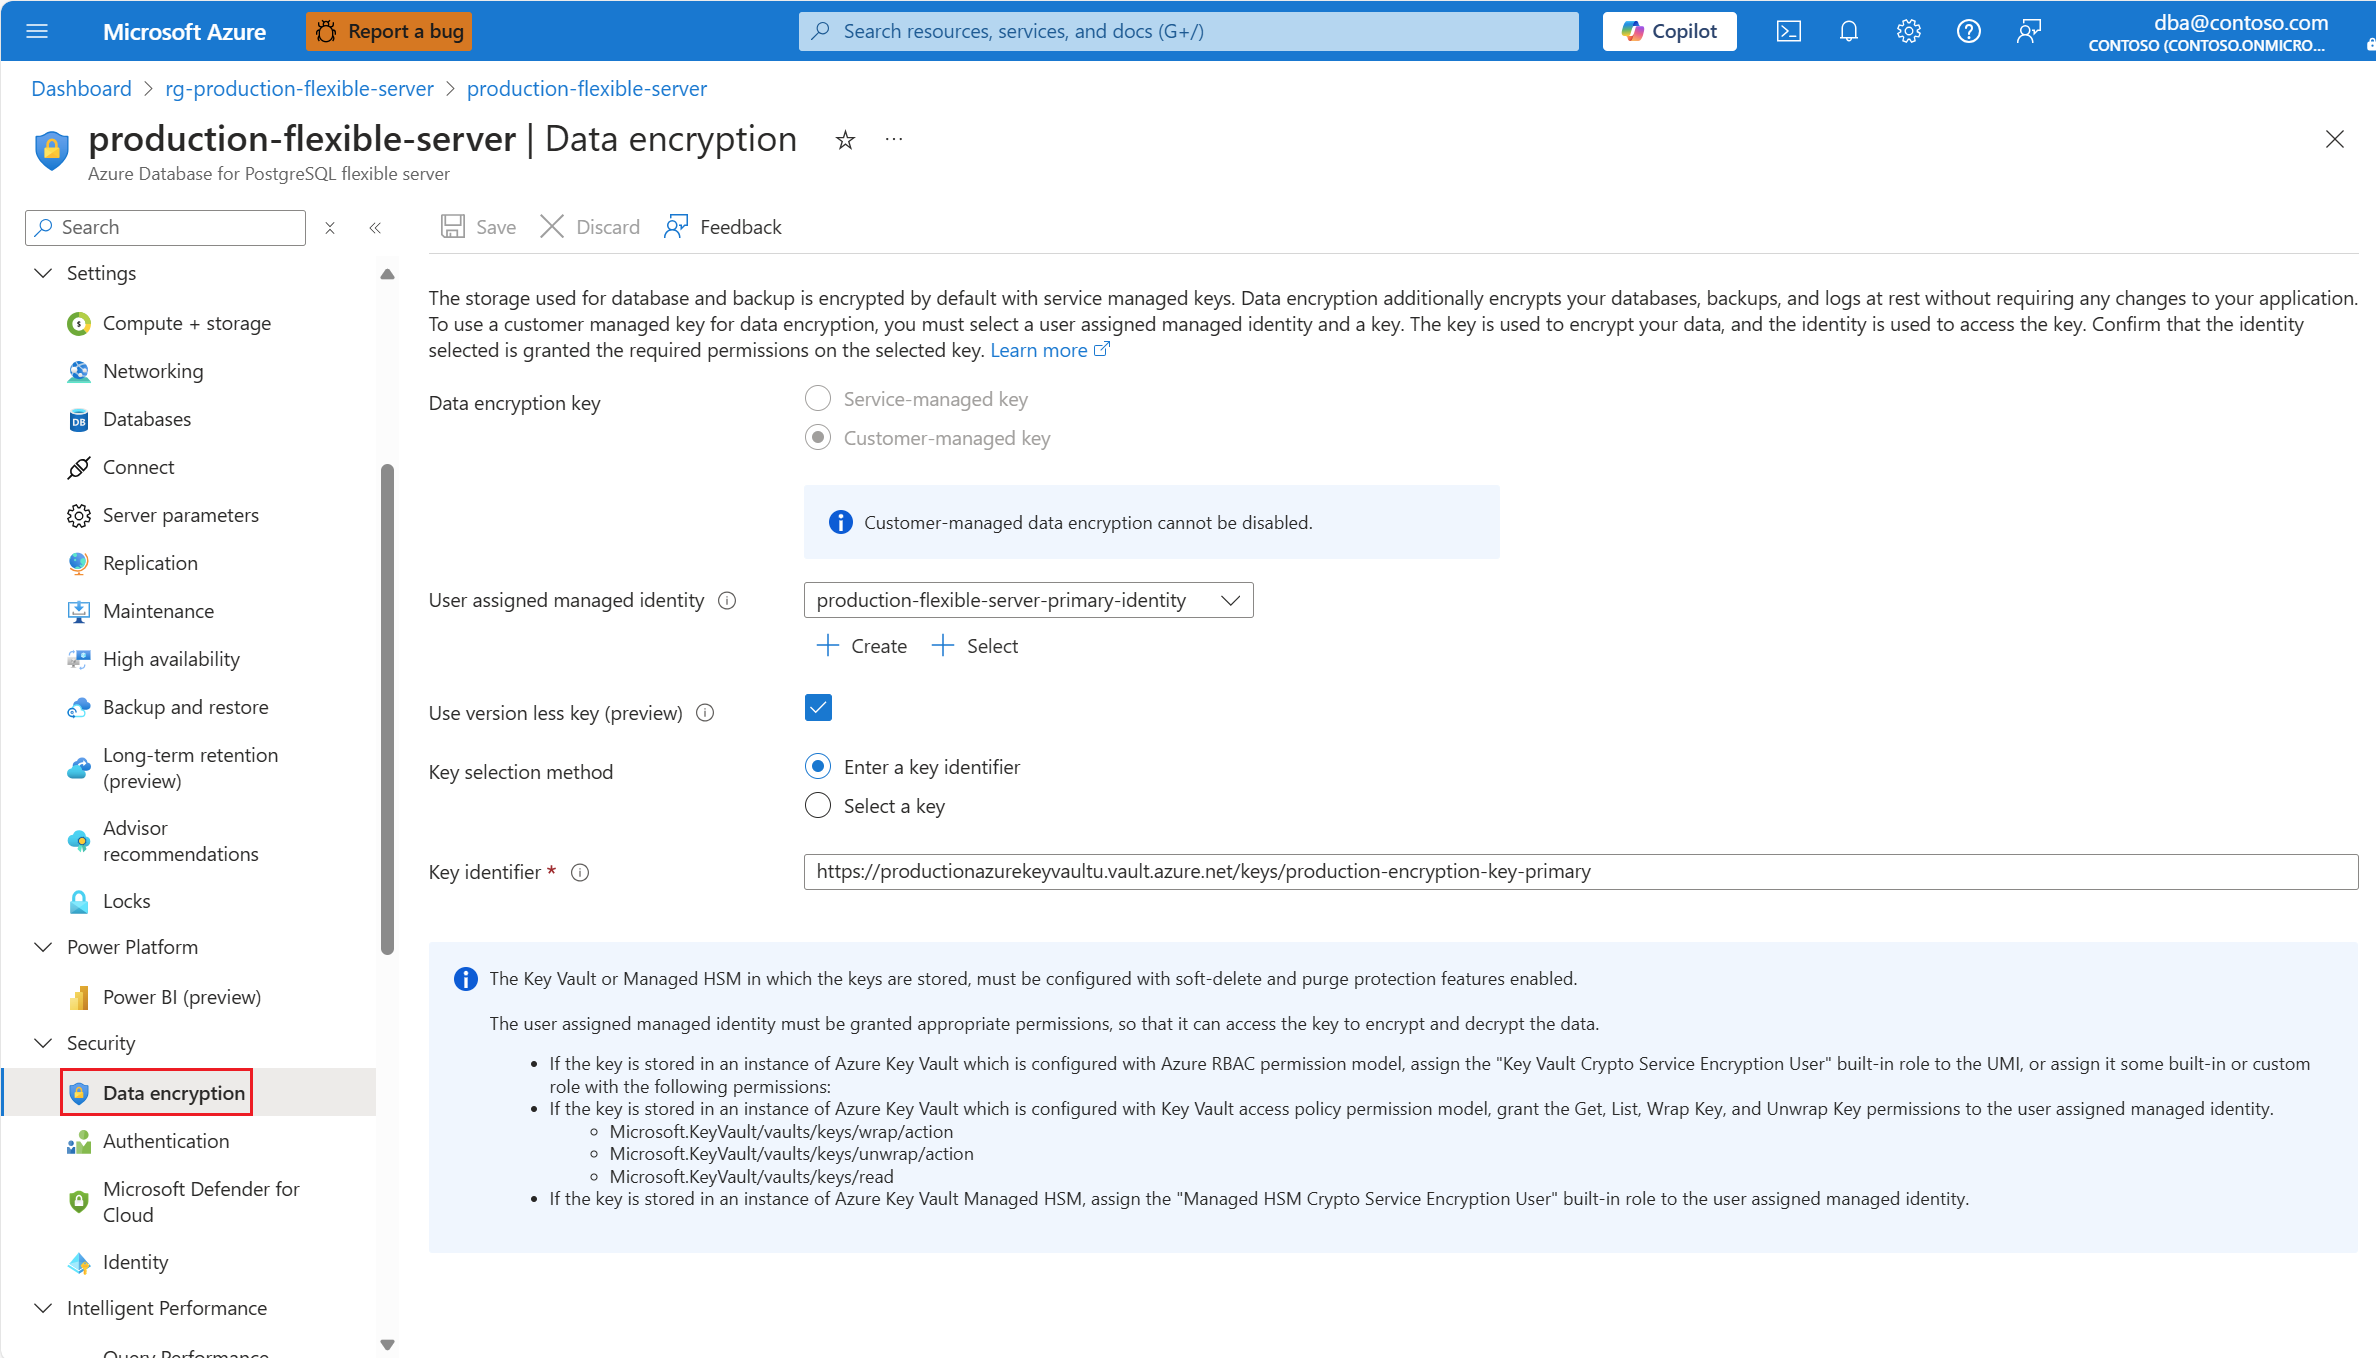 Microsoft Azure
Report a bug
Search resources, services, and docs (G+/)
Copilot
dba@contoso.com
CONTOSO (CONTOSO.ONMICRO...
Dashboard > rg-production-flexible-server > production-flexible-server
production-flexible-server | Data encryption
Azure Database for PostgreSQL flexible server
Search
Save
Discard
Feedback
Settings
Compute + storage
Networking
Databases
Connect
Server parameters
Replication
Maintenance
High availability
Backup and restore
Long-term retention
(preview)
Advisor
recommendations
Locks
Power Platform
Power BI (preview)
Security
Data encryption
Authentication
Microsoft Defender for
Cloud
Identity
Intelligent Performance
Query Performance
The storage used for database and backup is encrypted by default with service managed keys. Data encryption additionally encrypts your databases, backups, and logs at rest without requiring any changes to your application.
To use a customer managed key for data encryption, you must select a user assigned managed identity and a key. The key is used to encrypt your data, and the identity is used to access the key. Confirm that the identity
selected is granted the required permissions on the selected key. Learn more
Data encryption key
Service-managed key
Customer-managed key
Customer-managed data encryption cannot be disabled.
User assigned managed identity
production-flexible-server-primary-identity
Create
Select
Use version less key (preview)
Key selection method
Enter a key identifier
Select a key
Key identifier *
https://productionazurekeyvaultu.vault.azure.net/keys/production-encryption-key-primary
The Key Vault or Managed HSM in which the keys are stored, must be configured with soft-delete and purge protection features enabled.
The user assigned managed identity must be granted appropriate permissions, so that it can access the key to encrypt and decrypt the data.
• If the key is stored in an instance of Azure Key Vault which is configured with Azure RBAC permission model, assign the "Key Vault Crypto Service Encryption User" built-in role to the UMI, or assign it some built-in or custom
role with the following permissions:
• If the key is stored in an instance of Azure Key Vault which is configured with Key Vault access policy permission model, grant the Get, List, Wrap Key, and Unwrap Key permissions to the user assigned managed identity.
◦ Microsoft.KeyVault/vaults/keys/wrap/action
◦ Microsoft.KeyVault/vaults/keys/unwrap/action
◦ Microsoft.KeyVault/vaults/keys/read
• If the key is stored in an instance of Azure Key Vault Managed HSM, assign the "Managed HSM Crypto Service Encryption User" built-in role to the user assigned managed identity.